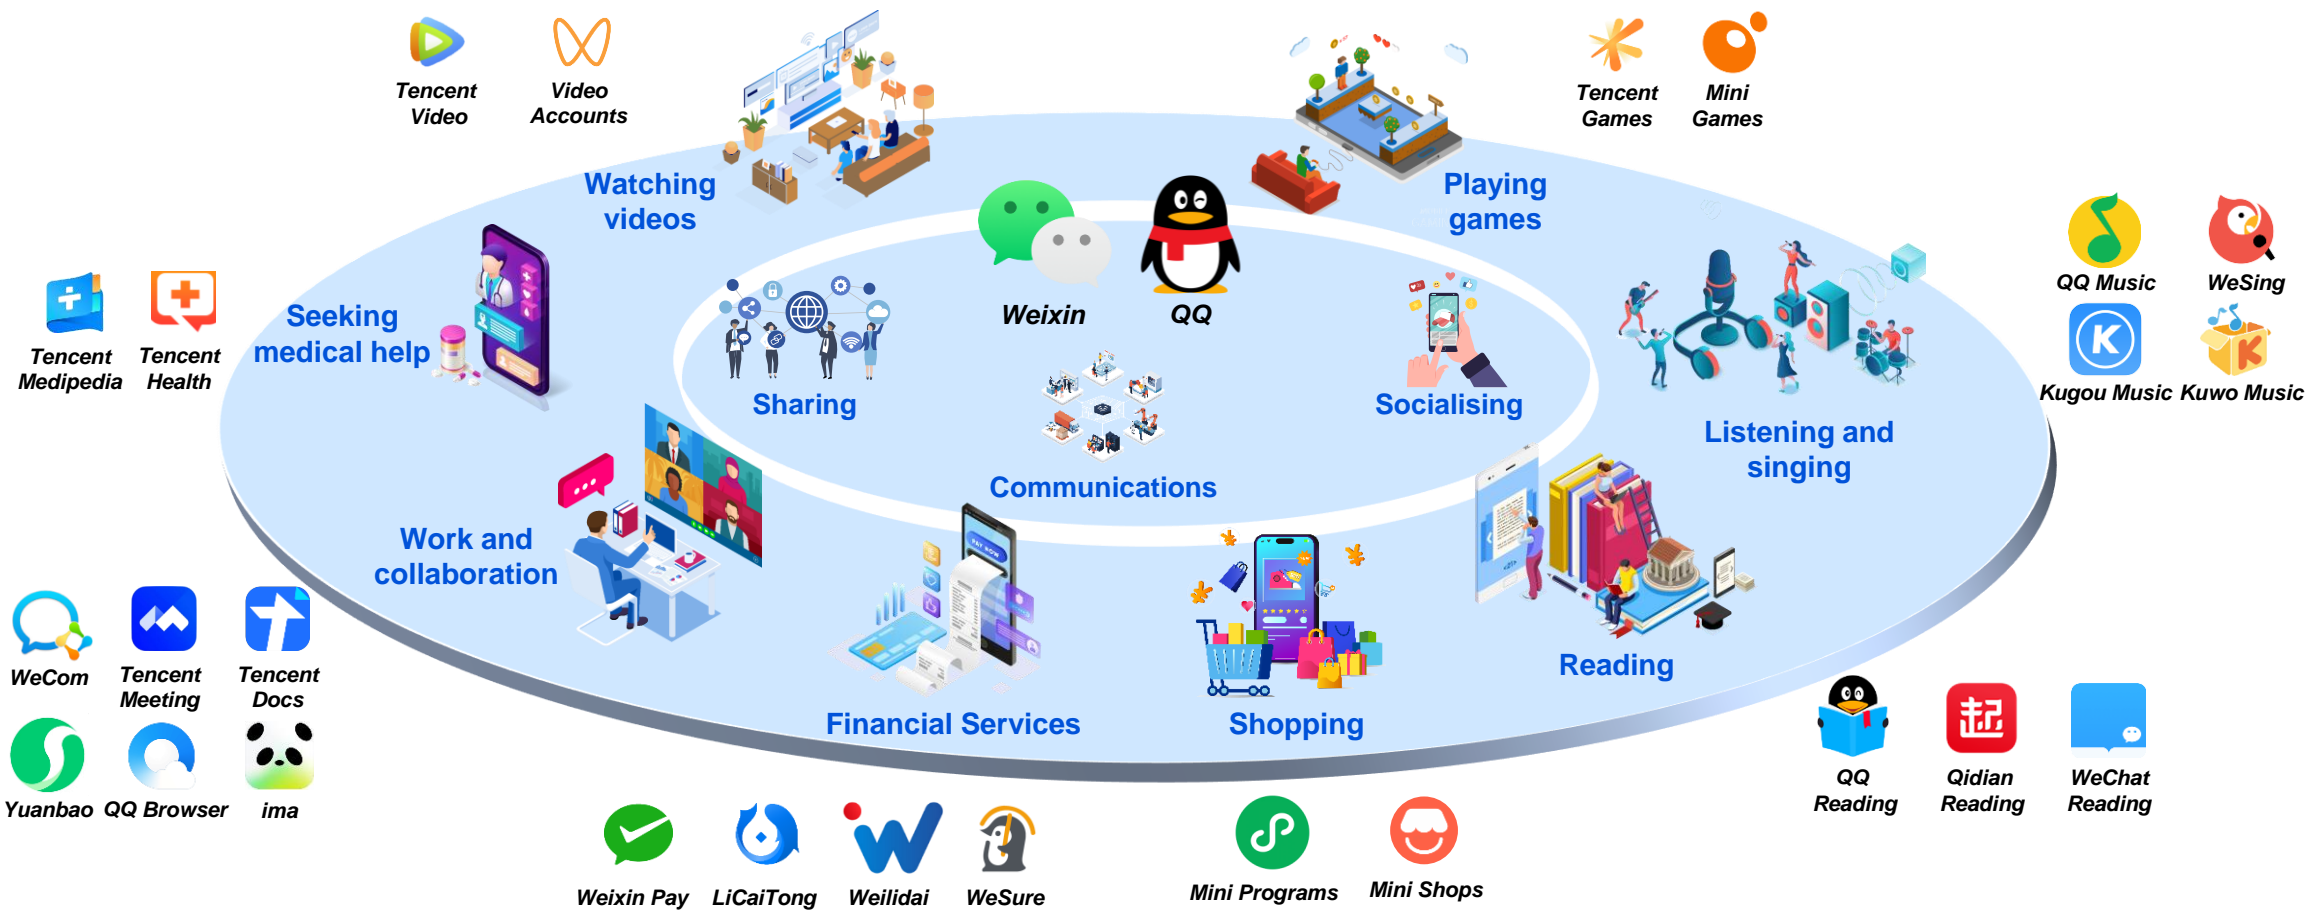 Tencent
Video
Video
Accounts
Tencent
Games
Mini
Games
Watching
videos
Playing
games
Weixin
QQ
QQ Music
WeSing
Kugou Music
Kuwo Music
Seeking
medical help
Tencent
Medipedia
Tencent
Health
Sharing
Socialising
Communications
Listening and
singing
Work and
collaboration
PAY NOW
WeCom
Tencent
Meeting
Tencent
Docs
Yuanbao
QQ Browser
ima
Financial Services
Shopping
Reading
起
QQ
Reading
Qidian
Reading
WeChat
Reading
Weixin Pay
LiCaiTong
Weilidai
WeSure
Mini Programs
Mini Shops